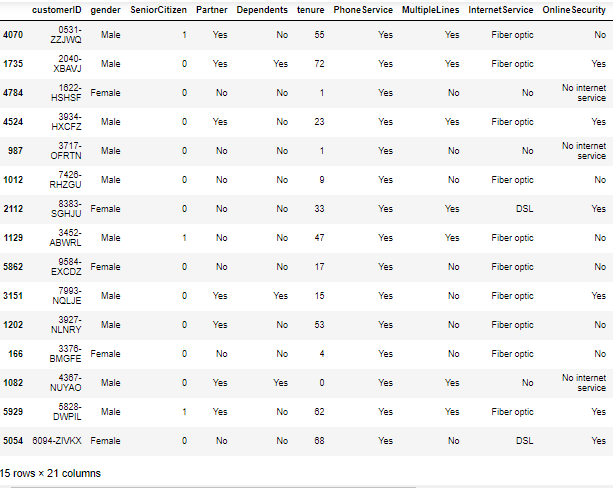 customerID gender SeniorCitizen Partner Dependents tenure PhoneService MultipleLines InternetService OnlineSecurity
4070 0531-ZZJWQ Male 1 Yes No 55 Yes Yes Fiber optic No
1735 2040-XBAVJ Male 0 Yes Yes 72 Yes Yes Fiber optic Yes
4784 1622-HSHSF Female 0 No No 1 Yes No No No internet service
4524 3934-HXCFZ Male 0 Yes No 23 Yes Yes Fiber optic Yes
987 3717-OFRTN Male 0 No No 1 Yes No No No internet service
1012 7426-RHZGU Male 0 No No 9 Yes No Fiber optic No
2112 8383-SGHJU Female 0 No No 33 Yes Yes DSL Yes
1129 3452-ABWRL Male 1 No No 47 Yes Yes Fiber optic No
5862 9584-EXCDZ Female 0 No No 17 Yes No Fiber optic No
3151 7993-NQLJE Male 0 Yes Yes 15 Yes No Fiber optic Yes
1202 3927-NLNRY Male 0 Yes No 53 Yes No Fiber optic No
166 3376-BMGFE Female 0 No No 4 Yes No Fiber optic No
1082 4367-NUYAO Male 0 Yes Yes 0 Yes Yes No No internet service
5929 5828-DWPIL Male 1 Yes No 62 Yes Yes Fiber optic Yes
5054 6094-ZIVKX Female 0 No No 68 Yes No DSL Yes
15 rows × 21 columns